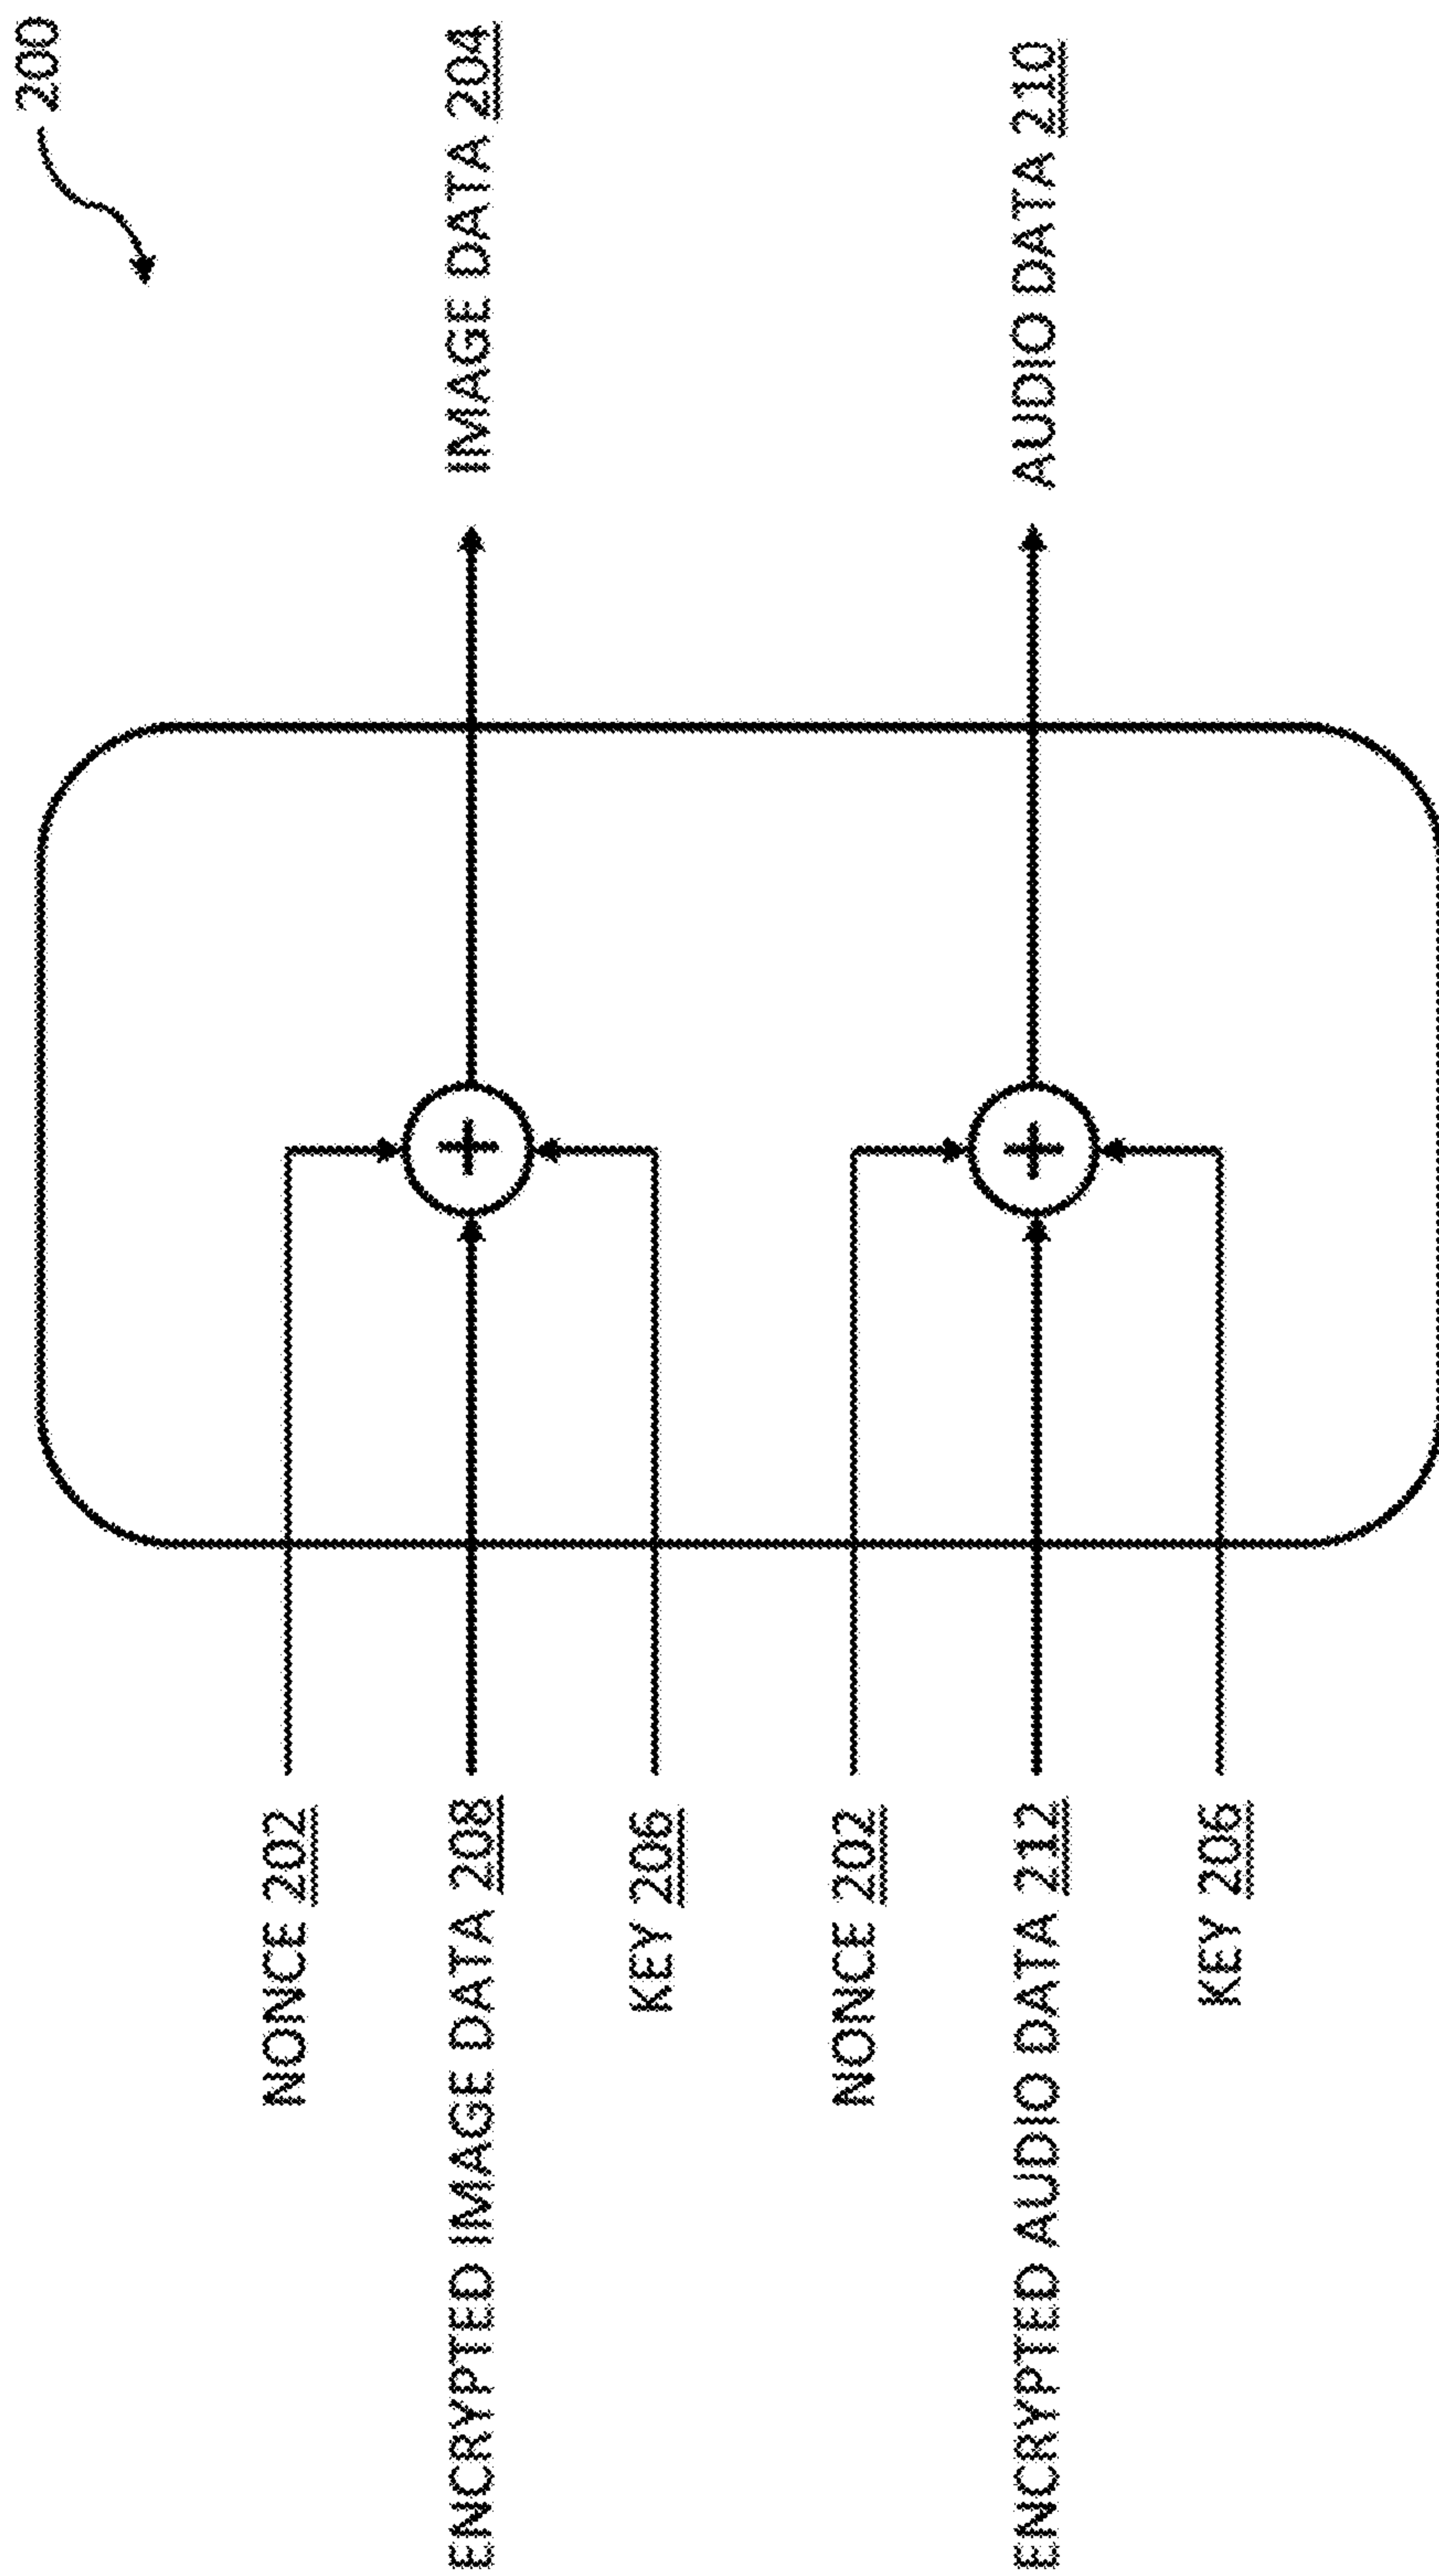 200
NONCE 202
ENCRYPTED IMAGE DATA 208
IMAGE DATA 204
KEY 206
NONCE 202
ENCRYPTED AUDIO DATA 212
AUDIO DATA 210
KEY 206